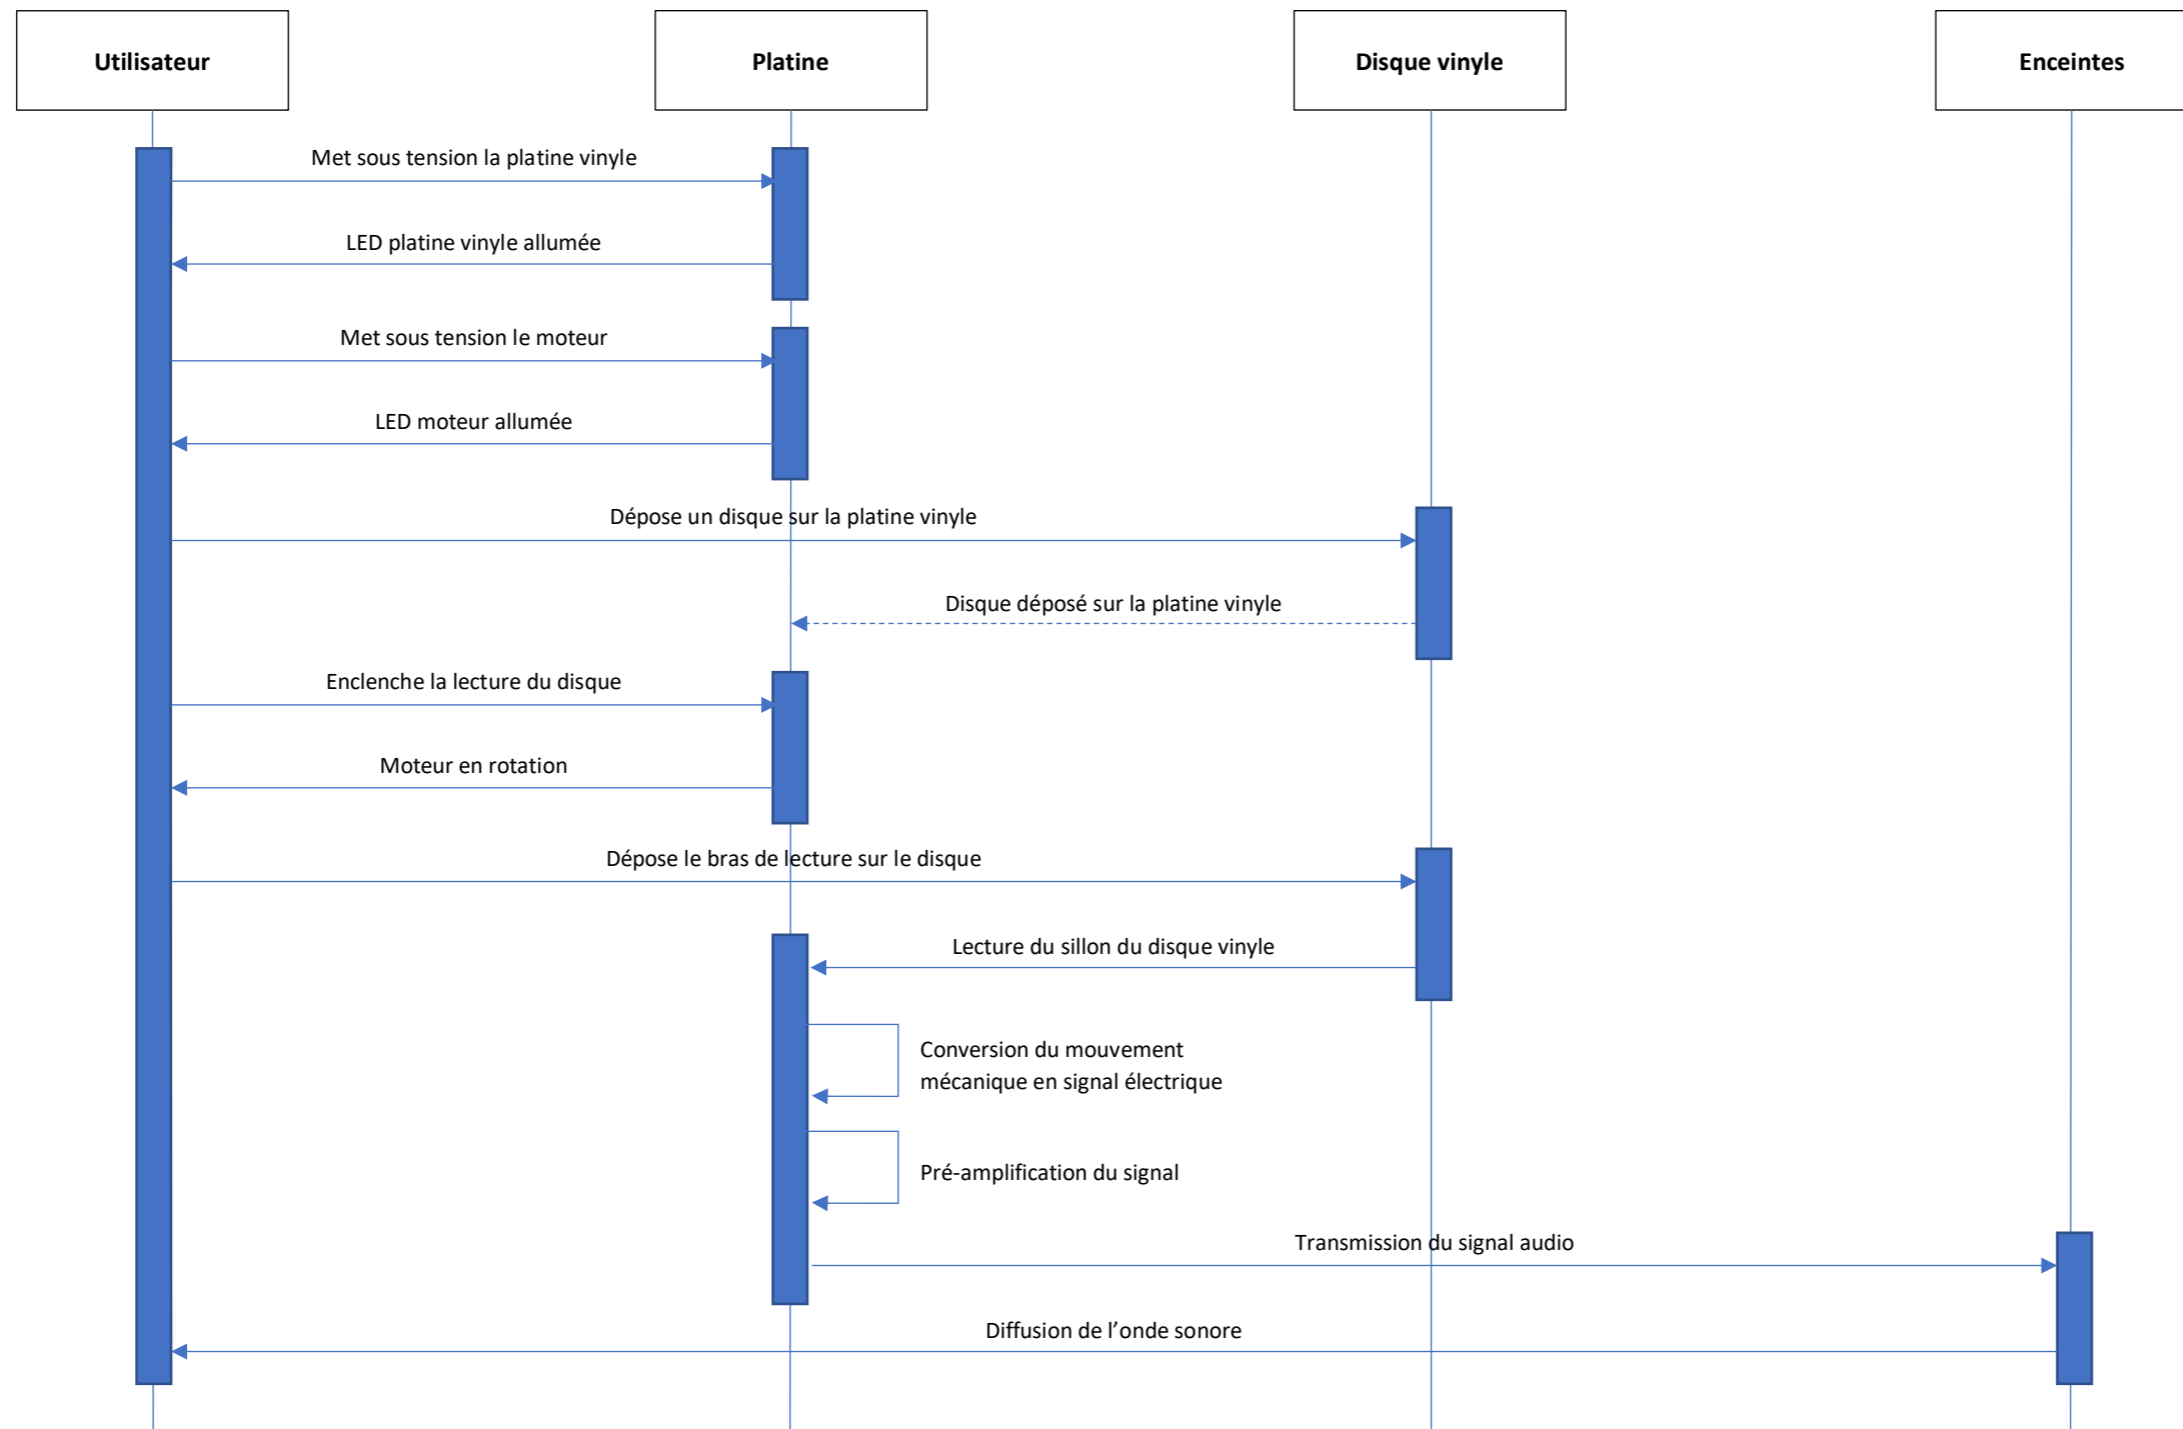 Utilisateur
Platine
Disque vinyle
Enceintes
Met sous tension la platine vinyle
LED platine vinyle allumée
Met sous tension le moteur
LED moteur allumée
Dépose un disque sur la platine vinyle
Disque déposé sur la platine vinyle
Enclenche la lecture du disque
Moteur en rotation
Dépose le bras de lecture sur le disque
Lecture du sillon du disque vinyle
Conversion du mouvement
mécanique en signal électrique
Pré-amplification du signal
Transmission du signal audio
Diffusion de l’onde sonore